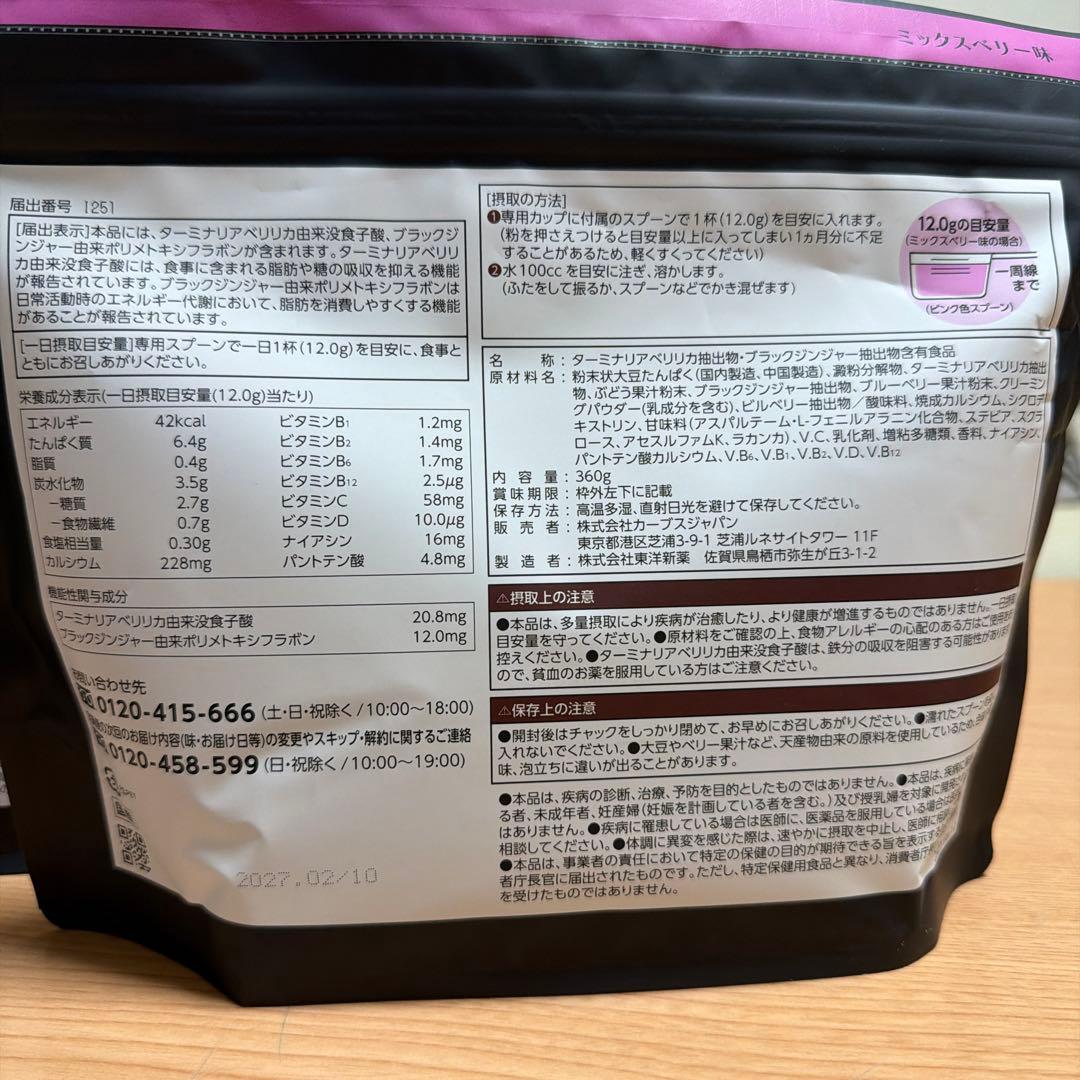 ミックスベリー味
届出番号 I251
[届出表示]本品には、ターミナリアベリリカ由来没食子酸、ブラックジ
ンジャー由来ポリメトキシフラボンが含まれます。ターミナリアベリリ
カ由来没食子酸には、食事に含まれる脂肪や糖の吸収を抑える機能
が報告されています。ブラックジンジャー由来ポリメトキシフラボンは
日常活動時のエネルギー代謝において、脂肪を消費しやすくする機能
があることが報告されています。
[一日摂取目安量]専用スプーンで一日1杯(12.0g)を目安に、食事と
ともにお召しあがりください。
栄養成分表示(一日摂取目安量(12.0g)当たり)
エネルギー 42kcal ビタミンB1 1.2mg
たんぱく質 6.4g ビタミンB2 1.4mg
脂質 0.4g ビタミンB6 1.7mg
炭水化物 3.5g ビタミンB12 2.5μg
－糖質 2.7g ビタミンC 58mg
－食物繊維 0.7g ビタミンD 10.0μg
食塩相当量 0.30g ナイアシン 16mg
カルシウム 228mg パントテン酸 4.8mg
機能性関与成分
ターミナリアベリリカ由来没食子酸 20.8mg
ブラックジンジャー由来ポリメトキシフラボン 12.0mg
お問い合わせ先
0120-415-666 (土・日・祝除く/10:00〜18:00)
次回のお届け内容(味・お届け日等)の変更やスキップ・解約に関するご連絡
0120-458-599 (日・祝除く/10:00〜19:00)
2027.02/10
[摂取の方法]
❶専用カップに付属のスプーンで1杯(12.0g)を目安に入れます。
(粉を押さえつけると目安量以上に入ってしまい1ヵ月分に不足
することがあるため、軽くすくってください)
❷水100ccを目安に注ぎ、溶かします。
(ふたをして振るか、スプーンなどでかき混ぜます)
12.0gの目安量
(ミックスベリー味の場合)
一周線
まで
(ピンク色スプーン)
名称:ターミナリアベリリカ抽出物・ブラックジンジャー抽出物含有食品
原材料名:粉末状大豆たんぱく(国内製造、中国製造)、澱粉分解物、ターミナリアベリリカ抽出
物、ぶどう果汁粉末、ブラックジンジャー抽出物、ブルーベリー果汁粉末、クリーミン
グパウダー(乳成分を含む)、ビルベリー抽出物／酸味料、焼成カルシウム、シクロデ
キストリン、甘味料(アスパルテーム・L-フェニルアラニン化合物、ステビア、スクラ
ロース、アセスルファムK、ラカンカ)、V.C、乳化剤、増粘多糖類、香料、ナイアシン、
パントテン酸カルシウム、V.B6、V.B1、V.B2、V.D、V.B12
内容量:360g
賞味期限:枠外左下に記載
保存方法:高温多湿、直射日光を避けて保存してください。
販売者:株式会社カーブスジャパン
東京都港区芝浦3-9-1 芝浦ルネサイトタワー 11F
製造者:株式会社東洋新薬 佐賀県鳥栖市弥生が丘3-1-2
⚠摂取上の注意
●本品は、多量摂取により疾病が治癒したり、より健康が増進するものではありません。一日摂取
目安量を守ってください。●原材料をご確認の上、食物アレルギーの心配のある方はご使用を
控えください。●ターミナリアベリリカ由来没食子酸は、鉄分の吸収を阻害する可能性があります
ので、貧血のお薬を服用している方はご注意ください。
⚠保存上の注意
●開封後はチャックをしっかり閉めて、お早めにお召しあがりください。●濡れたスプーンを
入れないでください。●大豆やベリー果汁など、天産物由来の原料を使用しているため、
味、泡立ちに違いが出ることがあります。
●本品は、疾病の診断、治療、予防を目的としたものではありません。●本品は、疾病に
る者、未成年者、妊産婦(妊娠を計画している者を含む。)及び授乳婦を対象に開発さ
はありません。●疾病に罹患している場合は医師に、医薬品を服用している場合は
相談してください。●体調に異変を感じた際は、速やかに摂取を中止し、医師に相談
●本品は、事業者の責任において特定の保健の目的が期待できる旨を表示する
者庁長官に届出されたものです。ただし、特定保健用食品と異なり、消費者庁
を受けたものではありません。